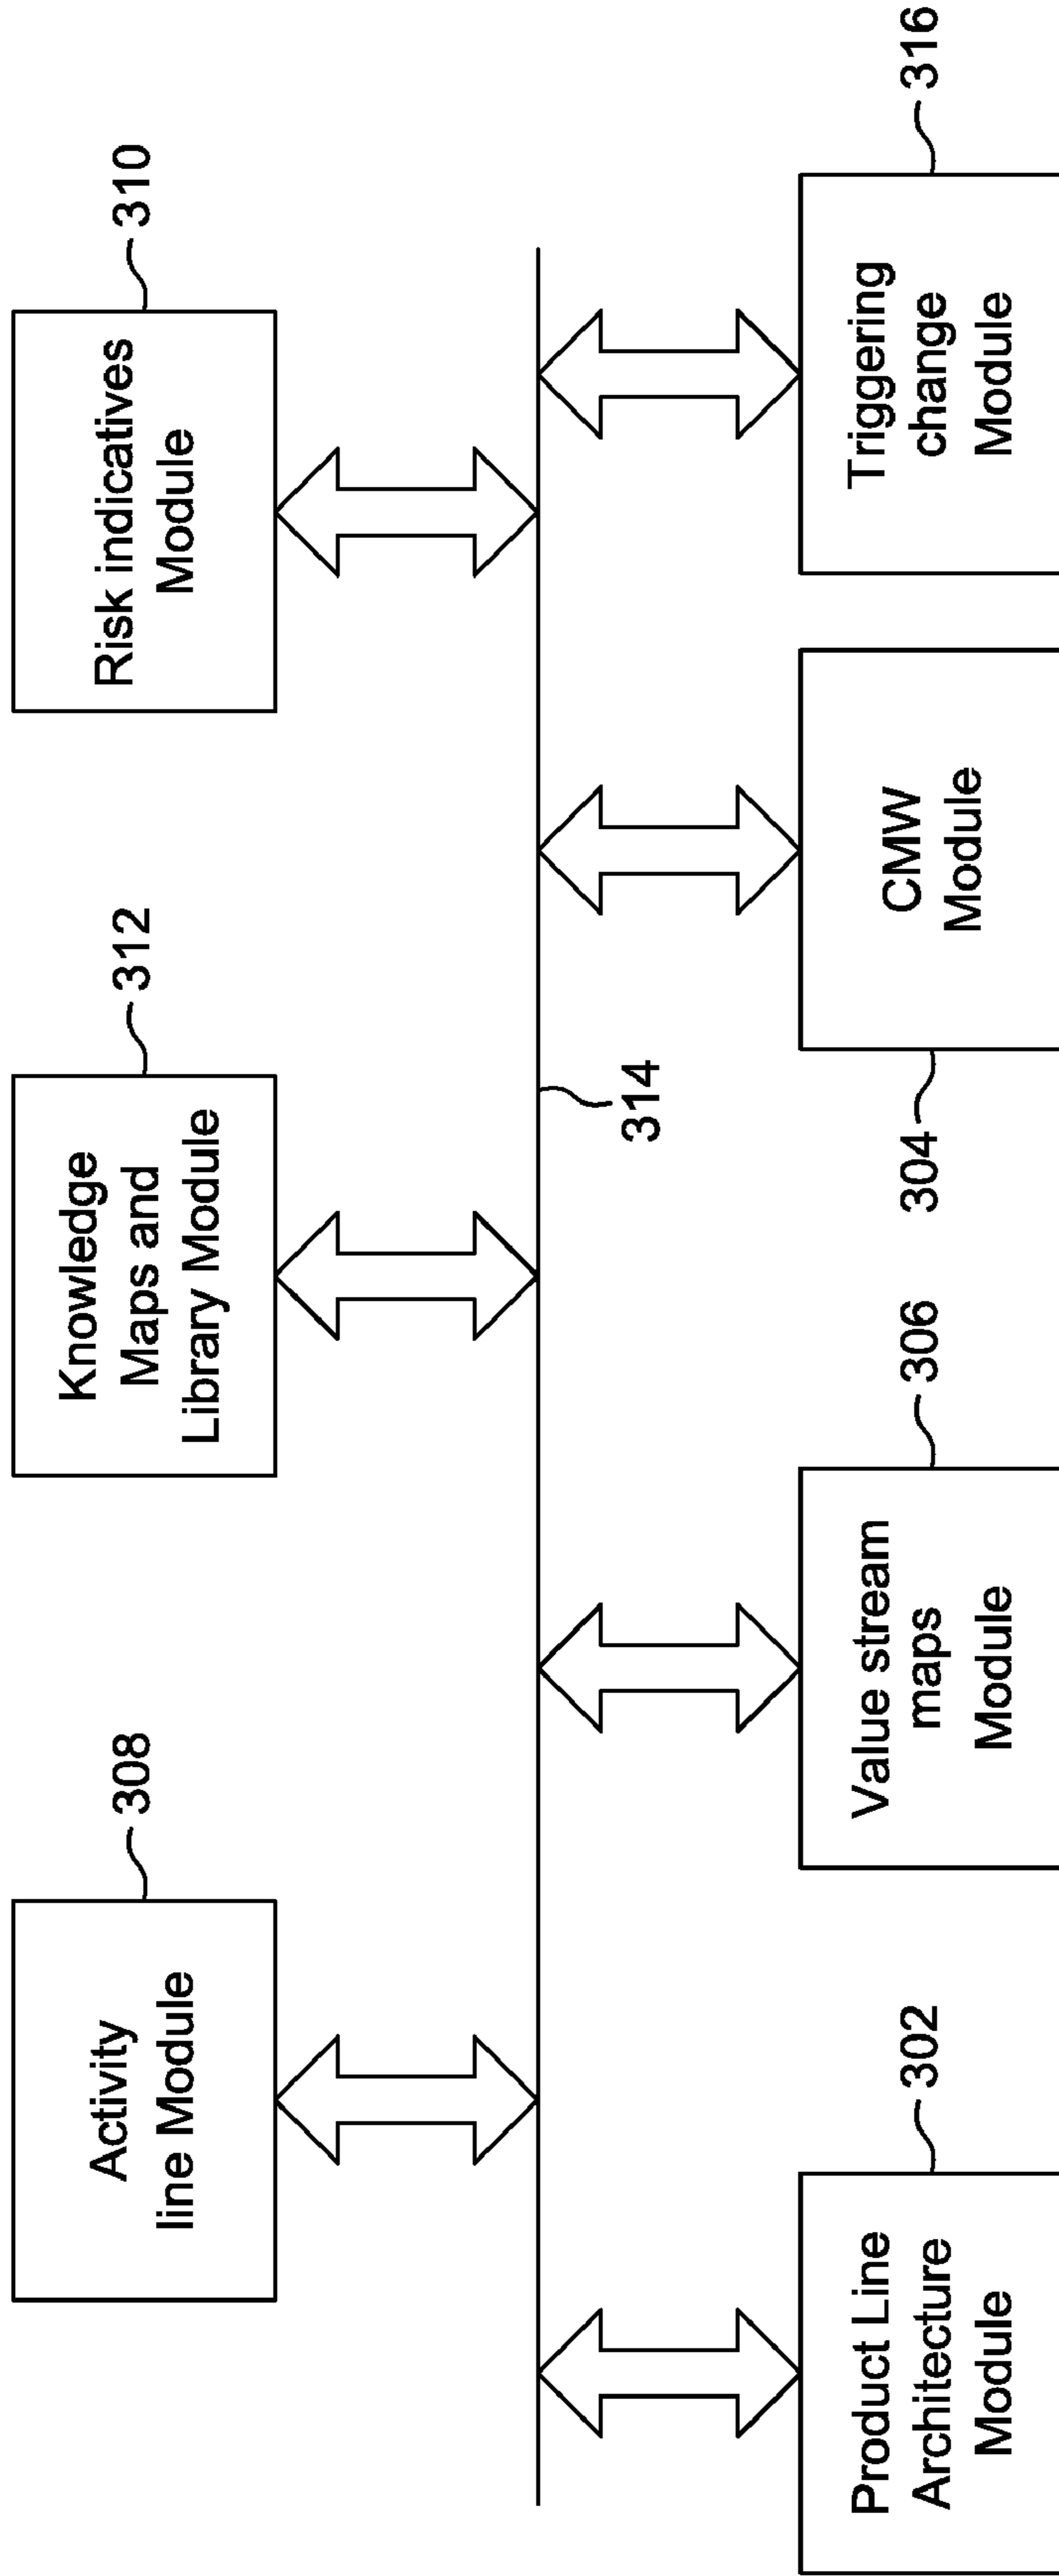 Activity
line Module
308
Knowledge
Maps and
Library Module
312
Risk indicatives
Module
310
314
Product Line
Architecture
Module
302
Value stream
maps
Module
306
CMW
Module
304
Triggering
change
Module
316